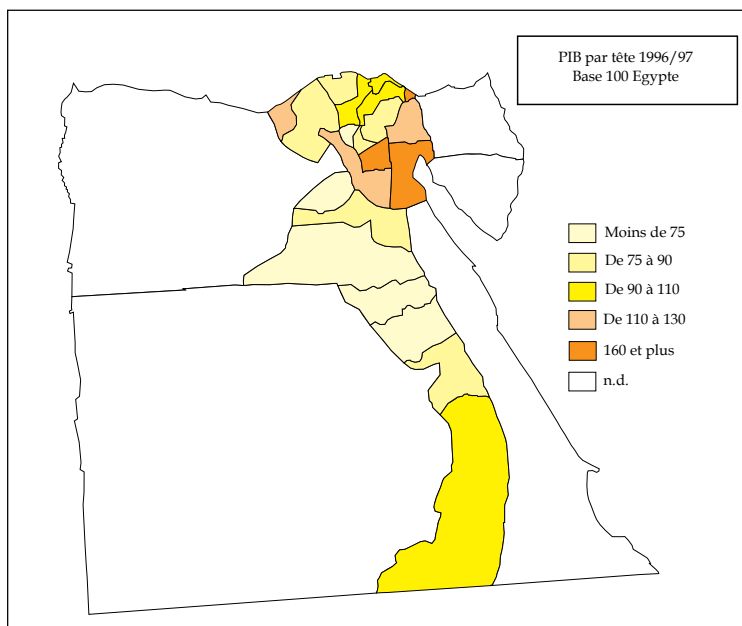 PIB par tête 1996/97
Base 100 Egypte
Moins de 75
De 75 à 90
De 90 à 110
De 110 à 130
160 et plus
n.d.